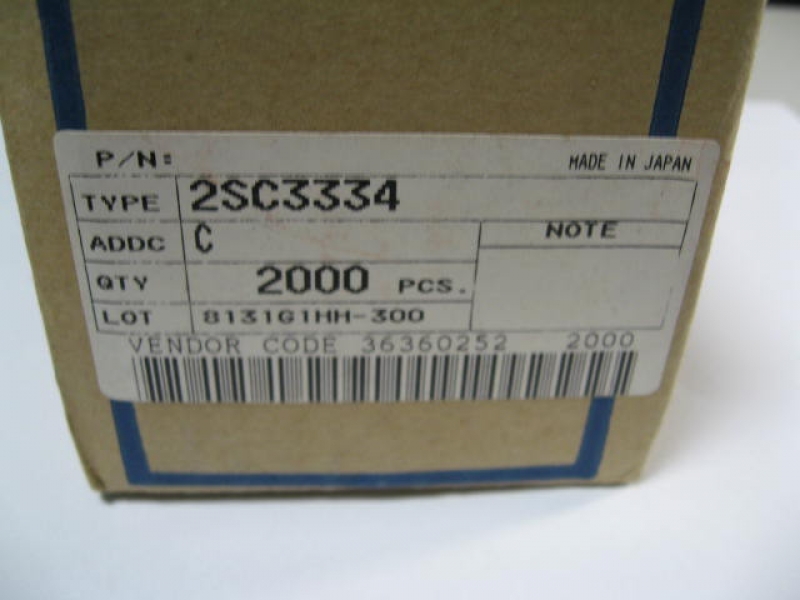 P/N:
MADE IN JAPAN
TYPE 2SC3334
ADDC C
NOTE
QTY 2000 PCS.
LOT 8131G1HH-300
VENDOR CODE 36360252 2000